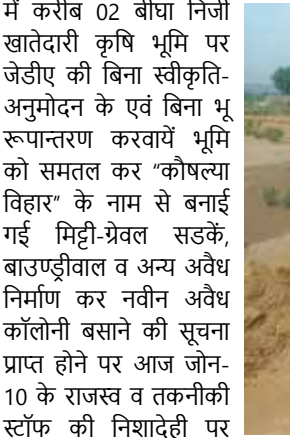 में करीब 02 बीघा निजी
खातेदारी कृषि भूमि पर
जेडीए की बिना स्वीकृति-
अनुमोदन के एवं बिना भू
रूपान्तरण करवायें भूमि
को समतल कर “कौषल्या
विहार” के नाम से बनाई
गई मिट्टी-ग्रेवल सडकें,
बाउण्ड्रीवाल व अन्य अवैध
निर्माण कर नवीन अवैध
कॉलोनी बसाने की सूचना
प्राप्त होने पर आज जोन-
10 के राजस्व व तकनीकी
स्टॉफ की निशादेही पर